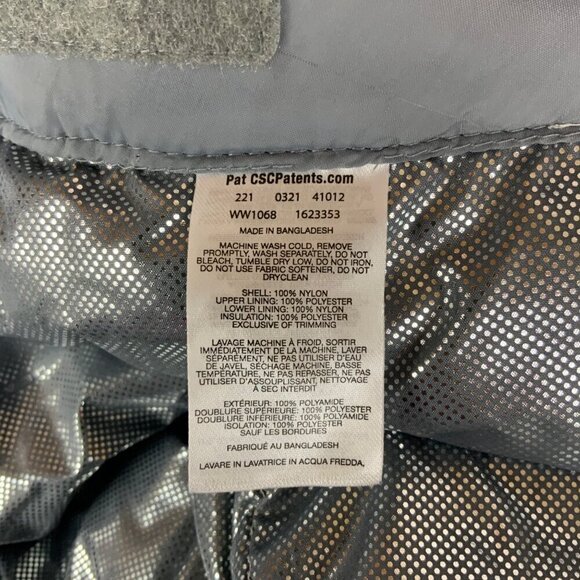 Pat CSCPatents.com
221 0321 41012
WW1068 1623353
MADE IN BANGLADESH
MACHINE WASH COLD, REMOVE
PROMPTLY, WASH SEPARATELY, DO NOT
BLEACH, TUMBLE DRY LOW, DO NOT IRON,
DO NOT USE FABRIC SOFTENER, DO NOT
DRYCLEAN
SHELL: 100% NYLON
UPPER LINING: 100% POLYESTER
LOWER LINING: 100% NYLON
INSULATION: 100% POLYESTER
EXCLUSIVE OF TRIMMING
LAVAGE MACHINE À FROID, SORTIR
IMMÉDIATEMENT DE LA MACHINE, LAVER
SÉPAREMENT, NE PAS UTILISER D'EAU
DE JAVEL, SÉCHAGE MACHINE, BASSE
TEMPÉRATURE, NE PAS REPASSER, NE PAS
UTILISER D'ASSOUPLISSANT, NETTOYAGE
À SEC INTERDIT
EXTÉRIEUR: 100% POLYAMIDE
DOUBLURE SUPÉRIEURE: 100% POLYESTER
DOUBLURE INFÉRIEURE: 100% POLYAMIDE
ISOLATION: 100% POLYESTER
SAUF LES BORDURES
FABRIQUÉ AU BANGLADESH
LAVARE IN LAVATRICE IN ACQUA FREDDA,